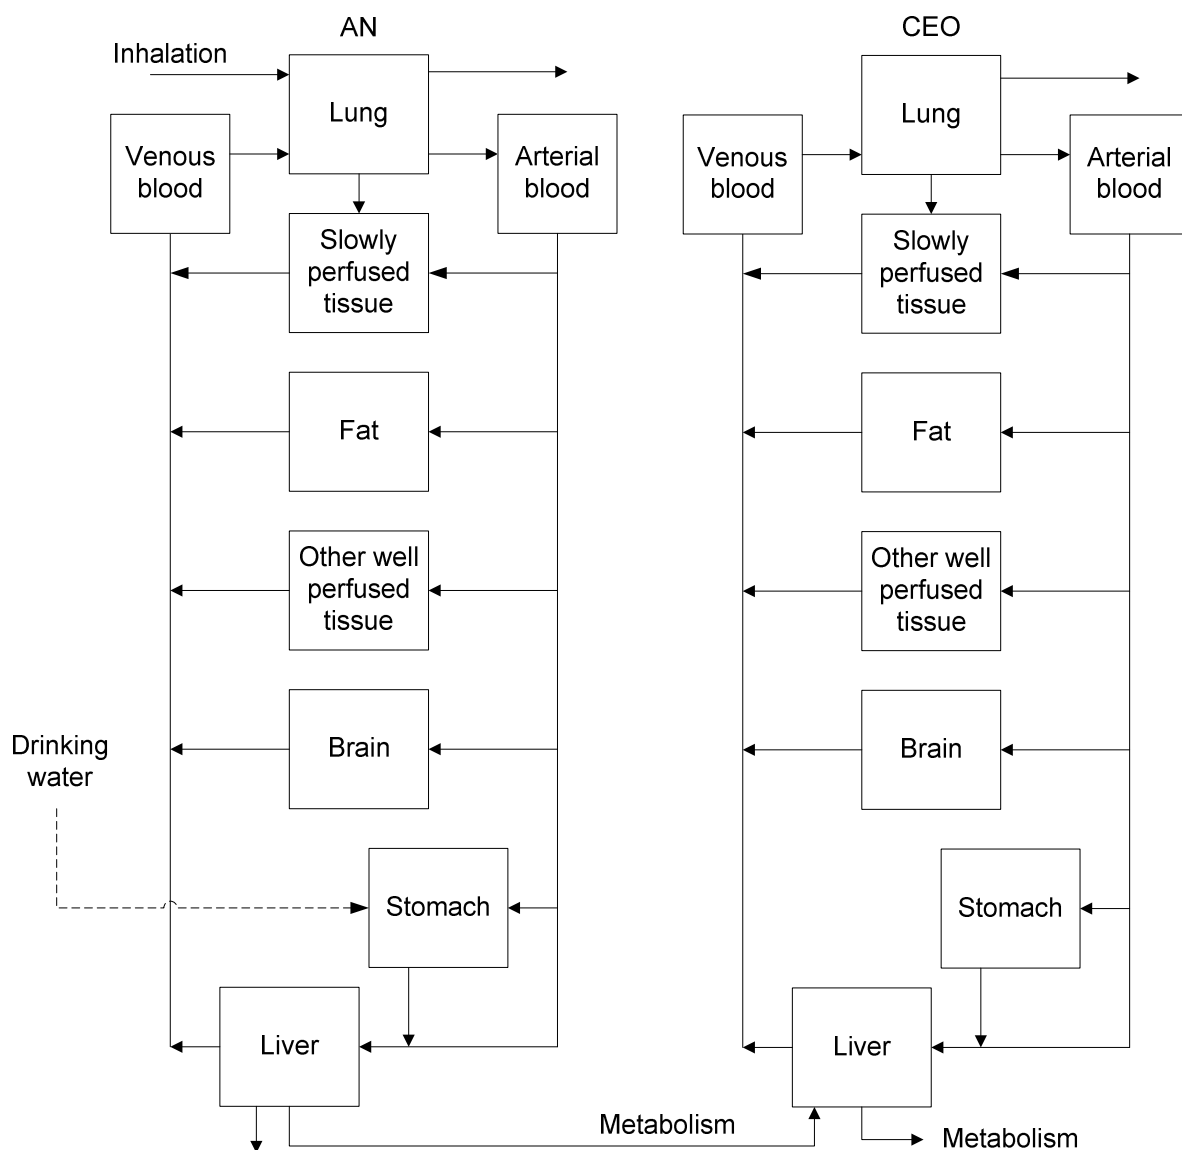 AN
Inhalation
Lung
Venous
blood
Arterial
blood
Slowly
perfused
tissue
Fat
Other well
perfused
tissue
Brain
Drinking
water
Stomach
Liver
Metabolism
CEO
Lung
Venous
blood
Arterial
blood
Slowly
perfused
tissue
Fat
Other well
perfused
tissue
Brain
Stomach
Liver
Metabolism